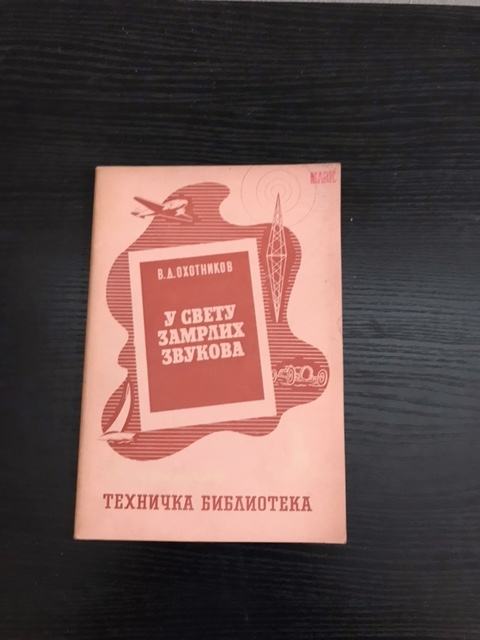 В.Д.ОХОТНИКОВ
У СВЕТУ
ЗАМРЛИХ
ЗВУКОВА
ТЕХНИЧКА БИБЛИОТЕКА